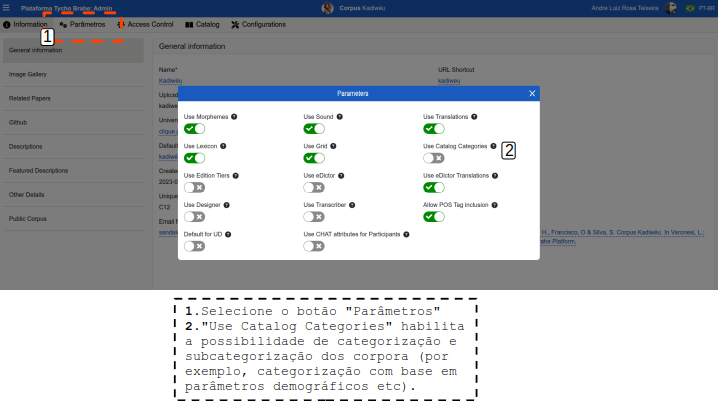 Plataforma Tycho Brahe: Admin
Corpus Kadiwéu
Andre Luiz Rosa Teixeira
PT-BR
Information
Parâmetros
Access Control
Catalog
Configurations
1
General information
Image Gallery
Related Papers
Github
Descriptions
Featured Descriptions
Other Details
Public Corpus
General information
Name*
Kadiwéu
URL Shortcut
kadiweu
Upload
kadiwe
Univer
clique
Default
kadiwe
Create
2023-0
Unique
C12
Email f
sandal
H., Francisco, O & Silva, S. Corpus Kadiwéu, In Veronesi, L.;
ahe Platform.
Parameters
Use Morphemes
Use Sound
Use Translations
Use Lexicon
Use Grid
Use Catalog Categories
2
Use Edition Tiers
Use eDictor
Use eDictor Translations
Use Designer
Use Transcriber
Allow POS Tag inclusion
Default for UD
Use CHAT attributes for Participants
1.Selecione o botão "Parâmetros"
2."Use Catalog Categories" habilita
a possibilidade de categorização e
subcategorização dos corpora (por
exemplo, categorização com base em
parâmetros demográficos etc).